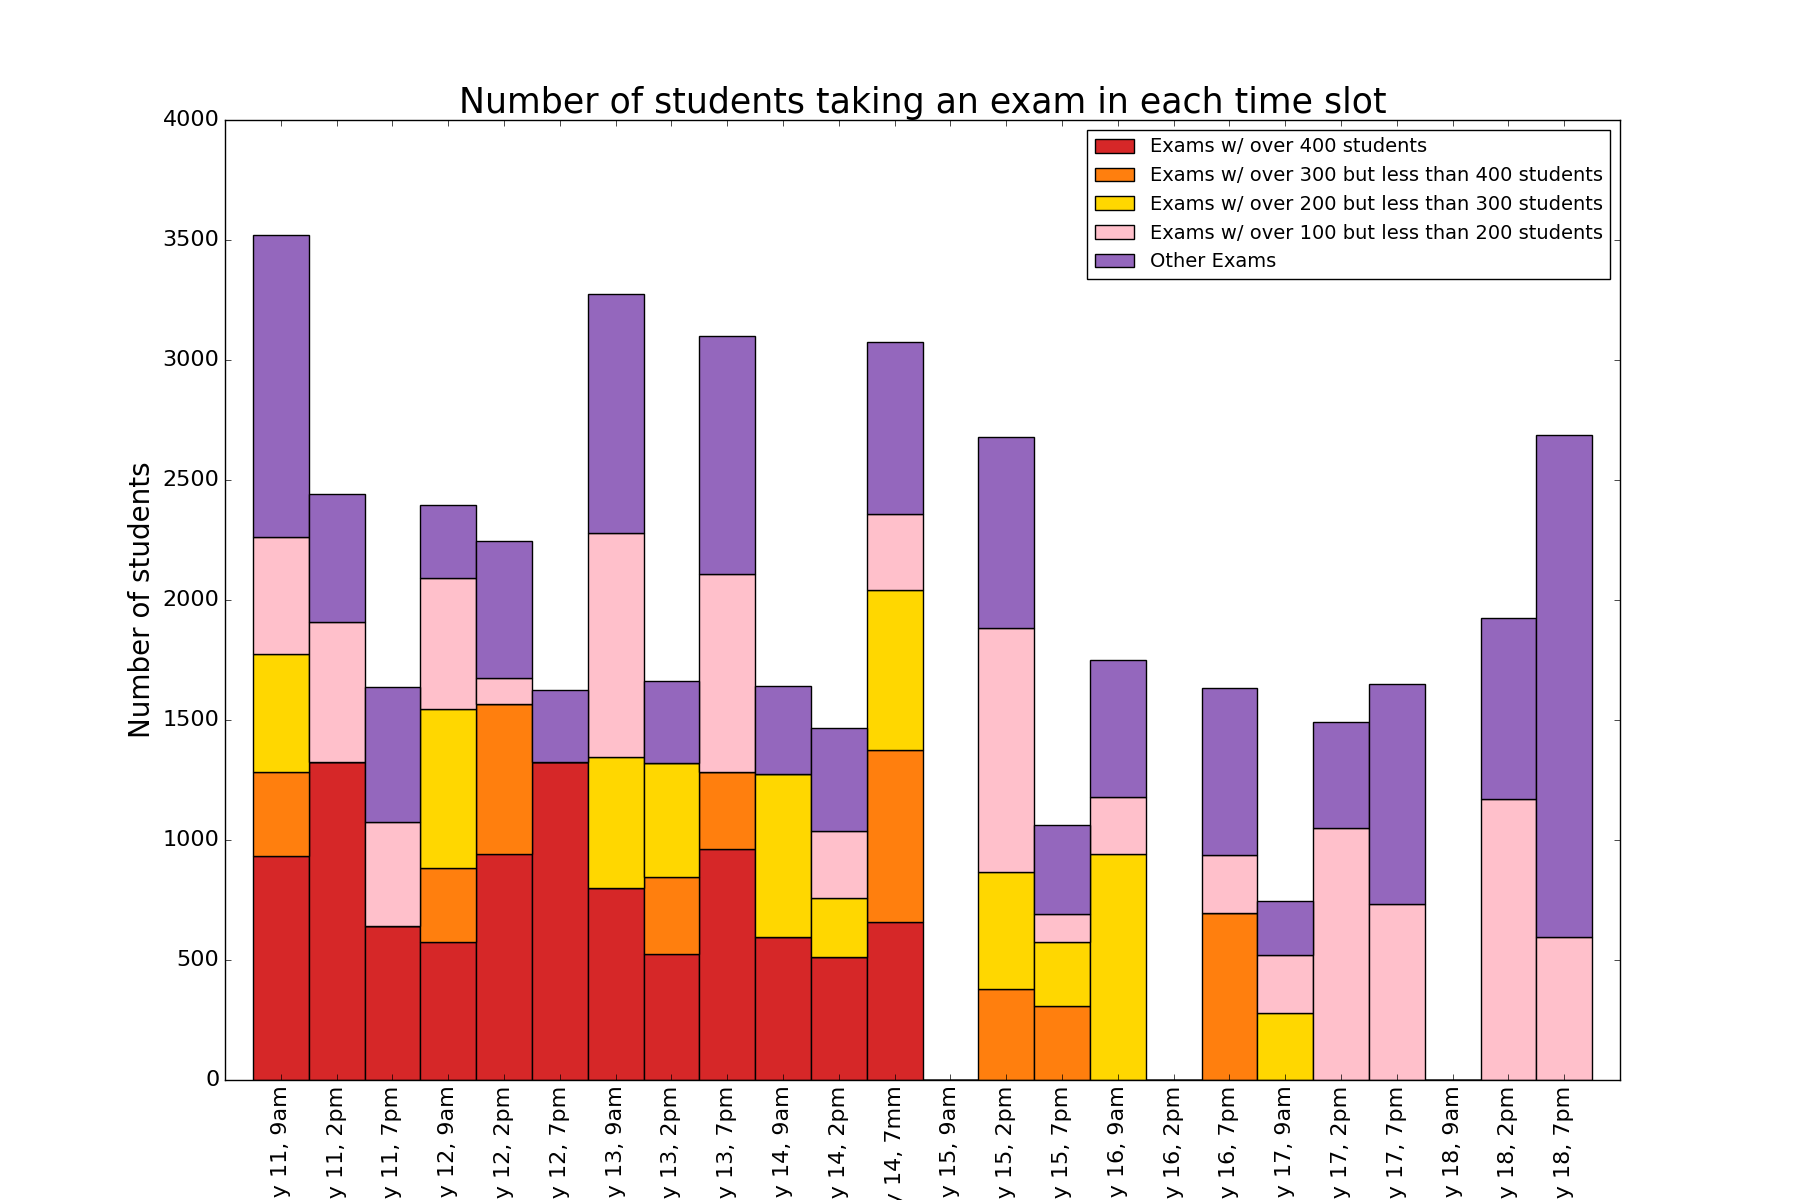 Number of students taking an exam in each time slot
Number of students
4000
3500
3000
2500
2000
1500
1000
500
0
Exams w/ over 400 students
Exams w/ over 300 but less than 400 students
Exams w/ over 200 but less than 300 students
Exams w/ over 100 but less than 200 students
Other Exams
y 11, 9am
y 11, 2pm
y 11, 7pm
y 12, 9am
y 12, 2pm
y 12, 7pm
y 13, 9am
y 13, 2pm
y 13, 7pm
y 14, 9am
y 14, 2pm
y 14, 7mm
y 15, 9am
y 15, 2pm
y 15, 7pm
y 16, 9am
y 16, 2pm
y 16, 7pm
y 17, 9am
y 17, 2pm
y 17, 7pm
y 18, 9am
y 18, 2pm
y 18, 7pm